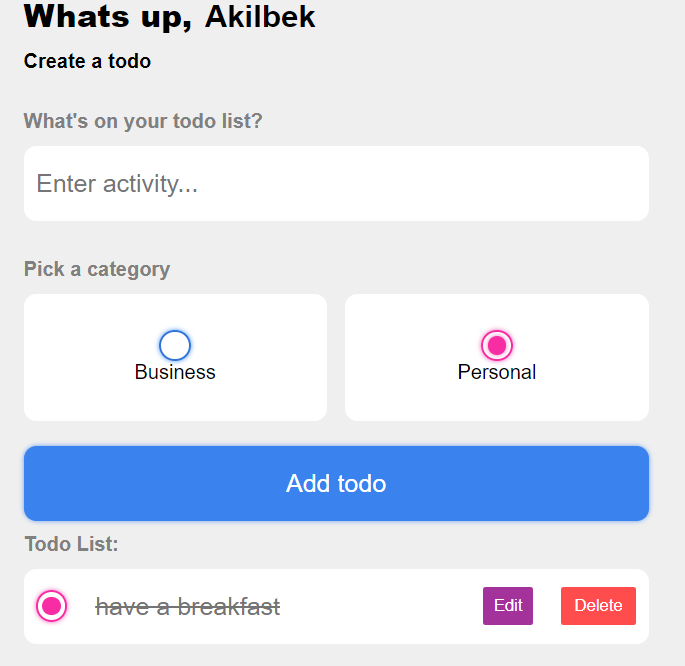 Whats up, Akilbek
Create a todo
What's on your todo list?
Enter activity...
Pick a category
Business Personal
Add todo
Todo List:
have a breakfast Edit Delete